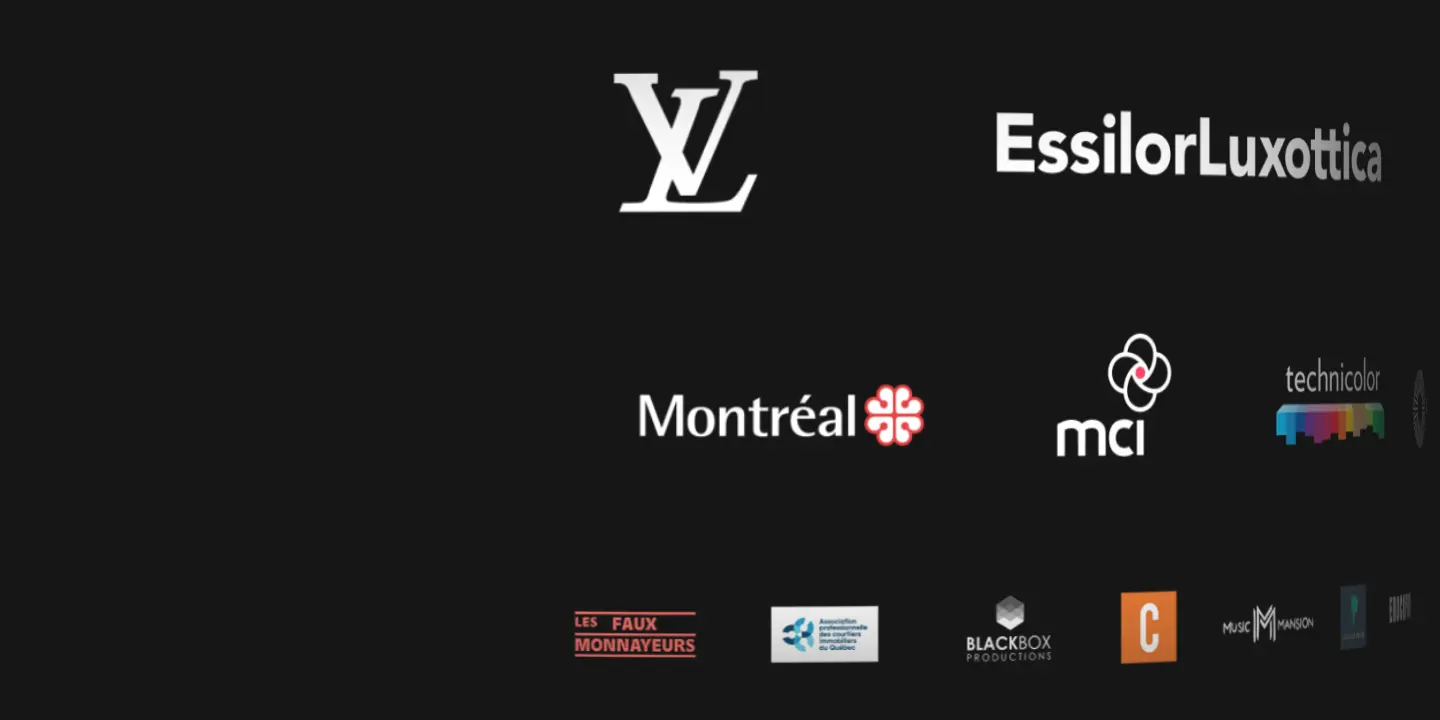 LV
EssilorLuxottica
Montréal
mci
technicolor
LES FAUX
MONNAYEURS
Association
professionnelle
des courtiers
immobiliers
du Québec
BLACKBOX
PRODUCTIONS
C
MUSIC M MANSION